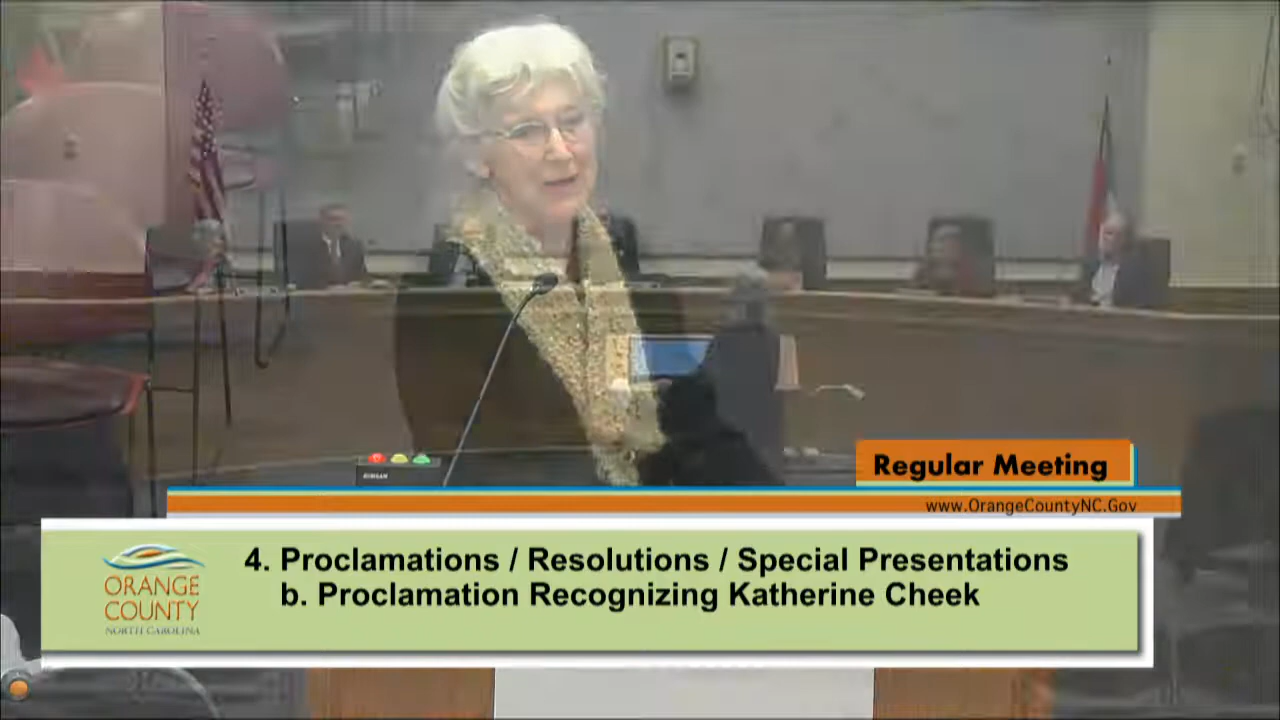 Regular Meeting
www.OrangeCountyNC.Gov
4. Proclamations / Resolutions / Special Presentations
b. Proclamation Recognizing Katherine Cheek
ORANGE
COUNTY
NORTH CAROLINA